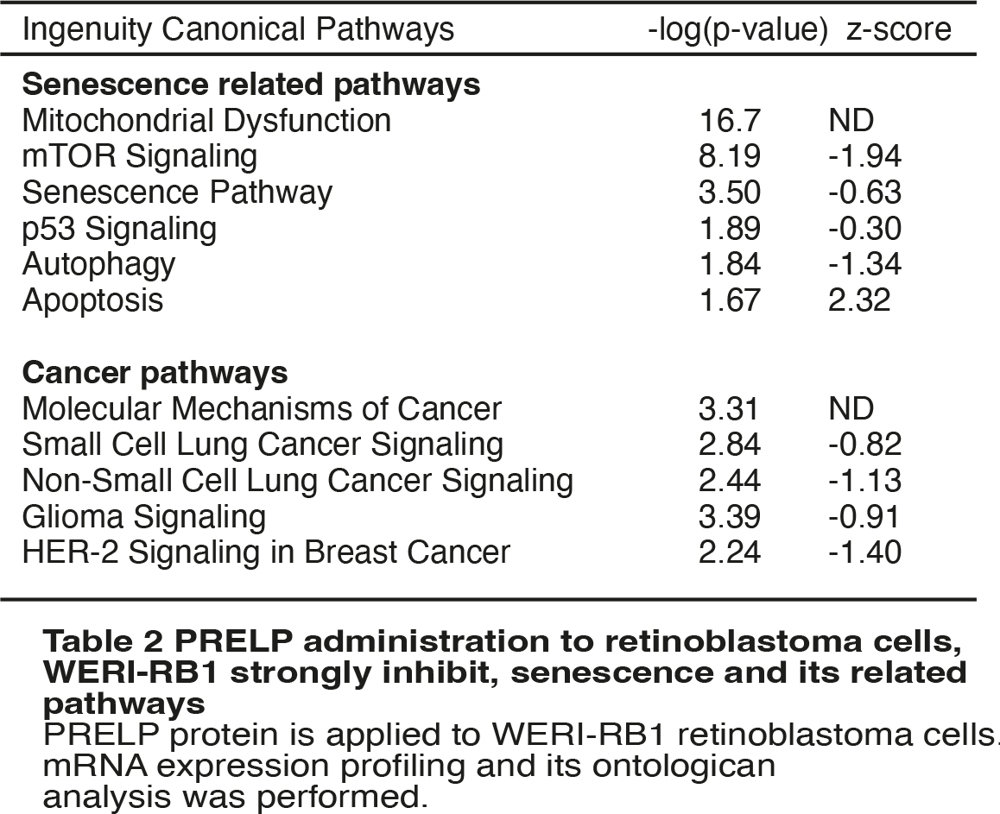 Ingenuity Canonical Pathways -log(p-value) z-score
Senescence related pathways
Mitochondrial Dysfunction 16.7 ND
mTOR Signaling 8.19 -1.94
Senescence Pathway 3.50 -0.63
p53 Signaling 1.89 -0.30
Autophagy 1.84 -1.34
Apoptosis 1.67 2.32
Cancer pathways
Molecular Mechanisms of Cancer 3.31 ND
Small Cell Lung Cancer Signaling 2.84 -0.82
Non-Small Cell Lung Cancer Signaling 2.44 -1.13
Glioma Signaling 3.39 -0.91
HER-2 Signaling in Breast Cancer 2.24 -1.40
Table 2 PRELP administration to retinoblastoma cells,
WERI-RB1 strongly inhibit, senescence and its related
pathways
PRELP protein is applied to WERI-RB1 retinoblastoma cells.
mRNA expression profiling and its ontologican
analysis was performed.